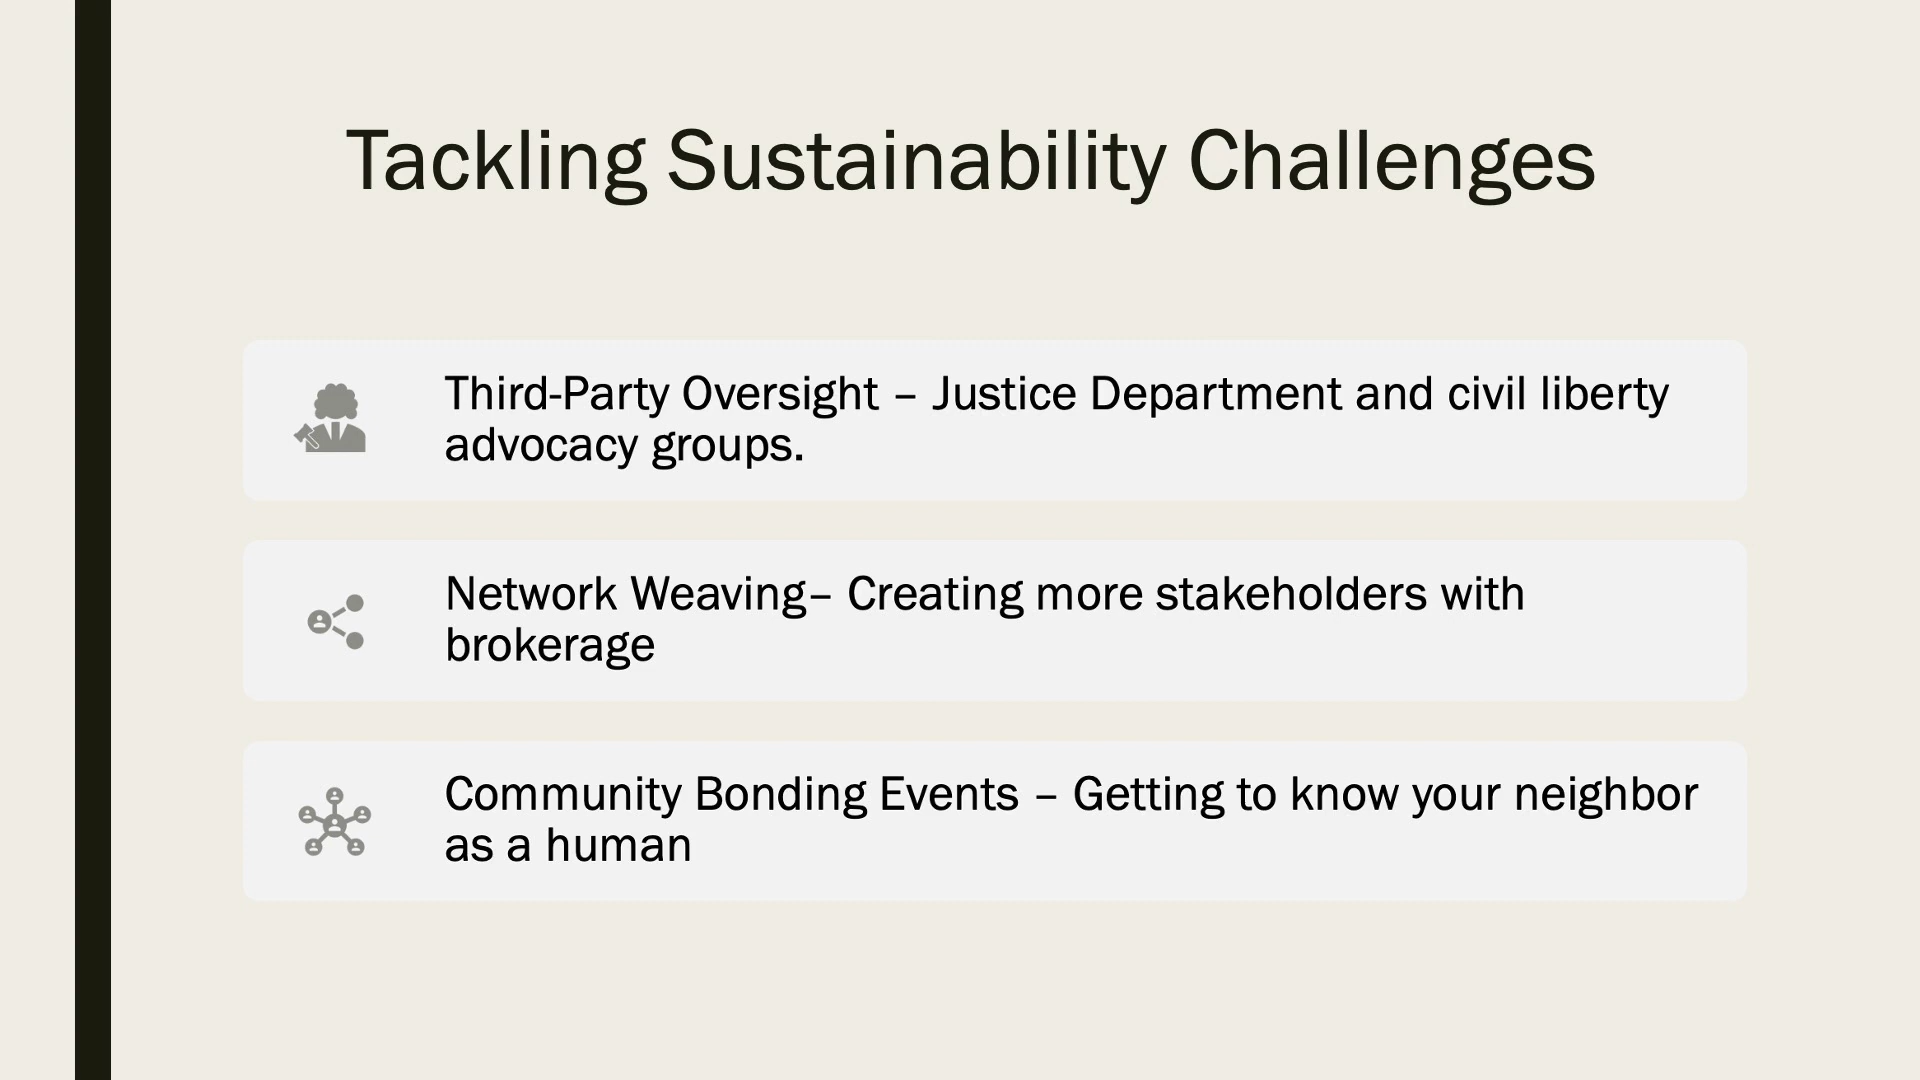 Tackling Sustainability Challenges
Third-Party Oversight – Justice Department and civil liberty
advocacy groups.
Network Weaving– Creating more stakeholders with
brokerage
Community Bonding Events – Getting to know your neighbor
as a human